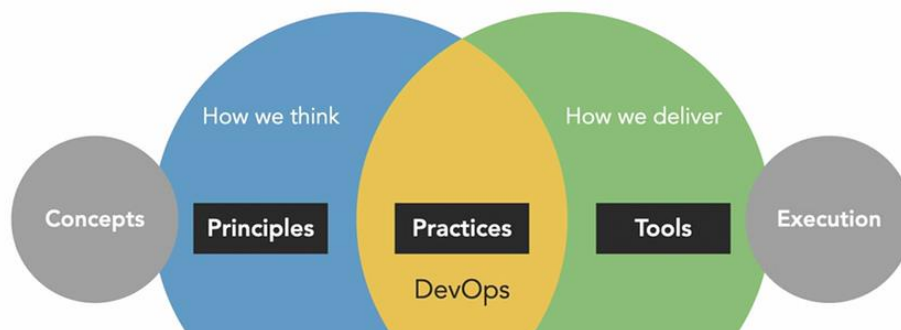 How we think
How we deliver
Concepts
Principles
Practices
Tools
Execution
DevOps